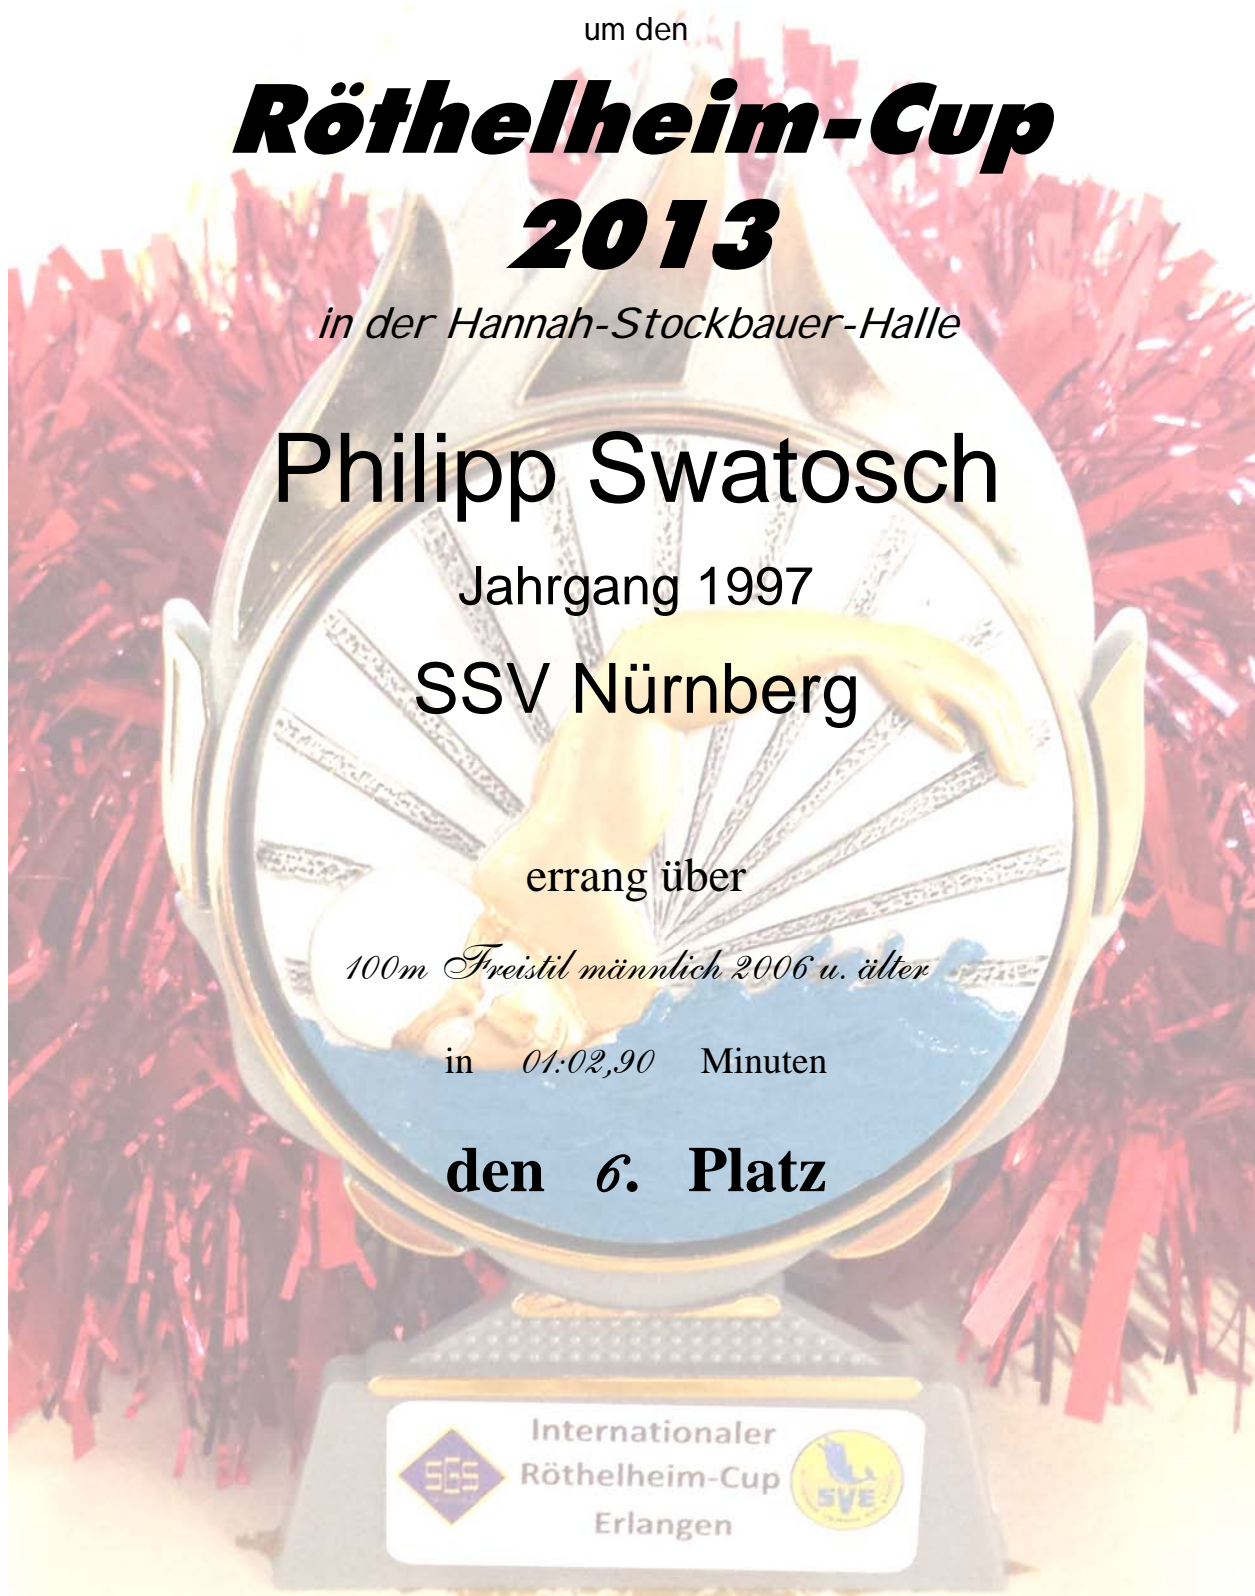 um den
Röthelheim-Cup
2013
in der Hannah-Stockbauer-Halle
Philipp Swatosch
Jahrgang 1997
SSV Nürnberg
errang über
100m Freistil männlich 2006 u. älter
in 01:02,90 Minuten
den 6. Platz
Internationaler
SGS Röthelheim-Cup SVE
Erlangen